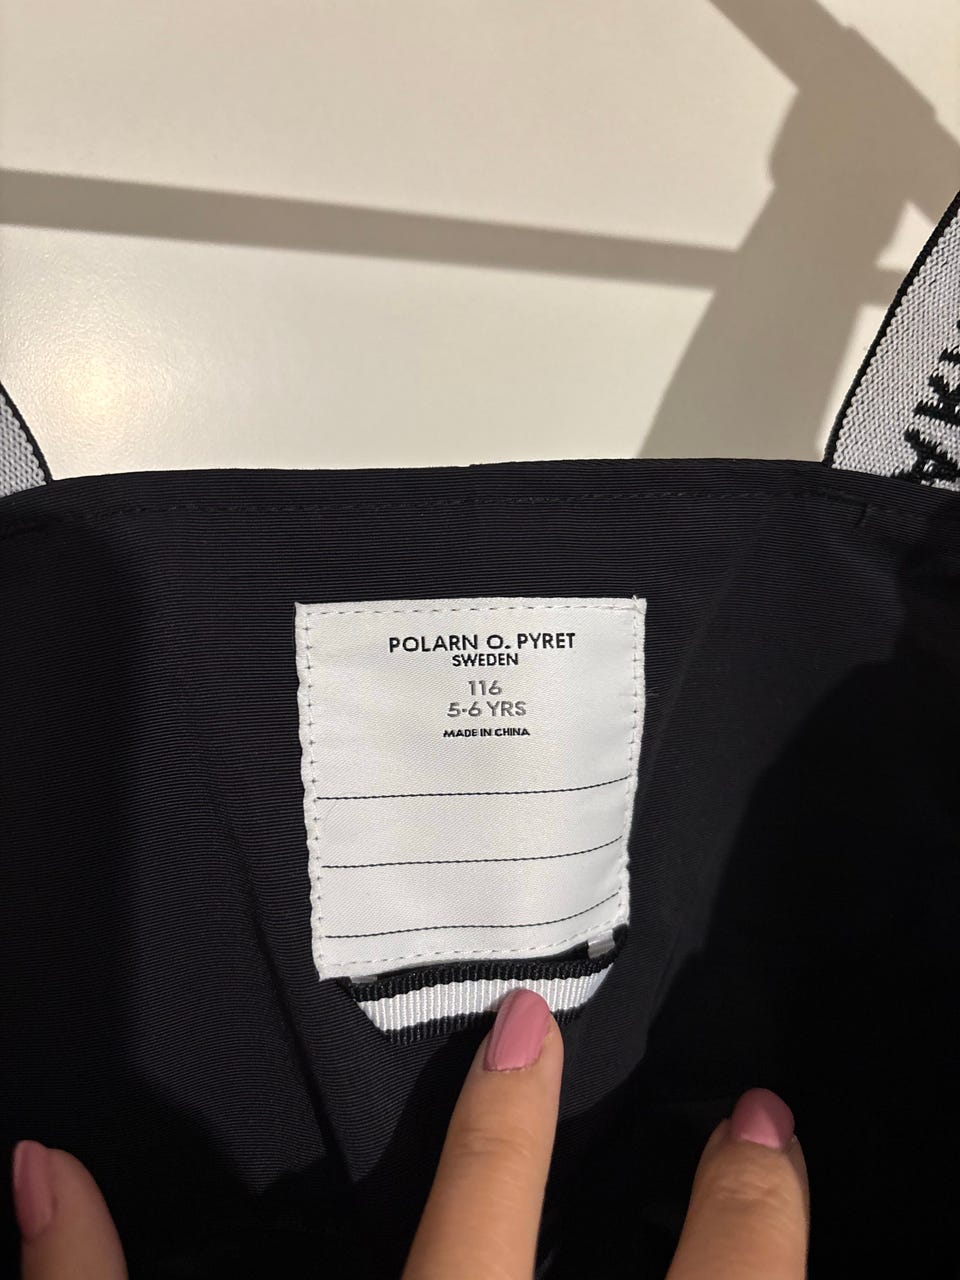 POLARN O. PYRET
SWEDEN
116
5-6 YRS
MADE IN CHINA